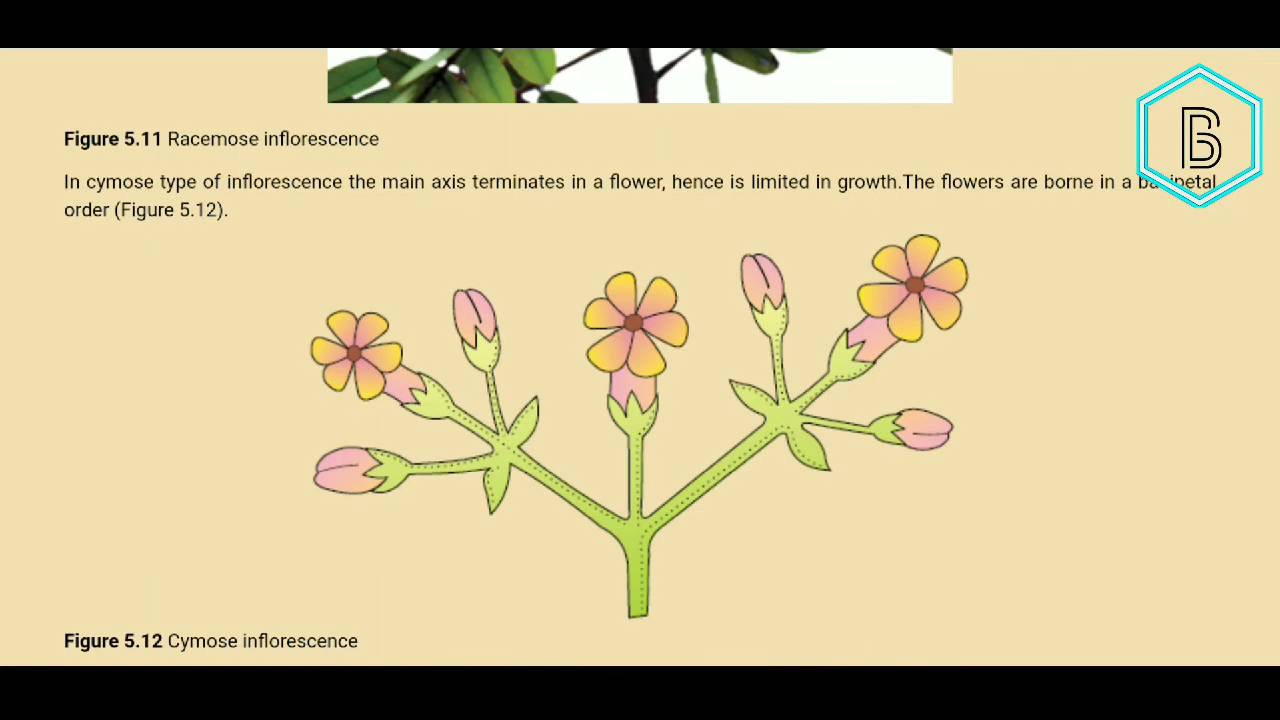 Figure 5.11 Racemose inflorescence
In cymose type of inflorescence the main axis terminates in a flower, hence is limited in growth.The flowers are borne in a basipetal
order (Figure 5.12).
Figure 5.12 Cymose inflorescence
B